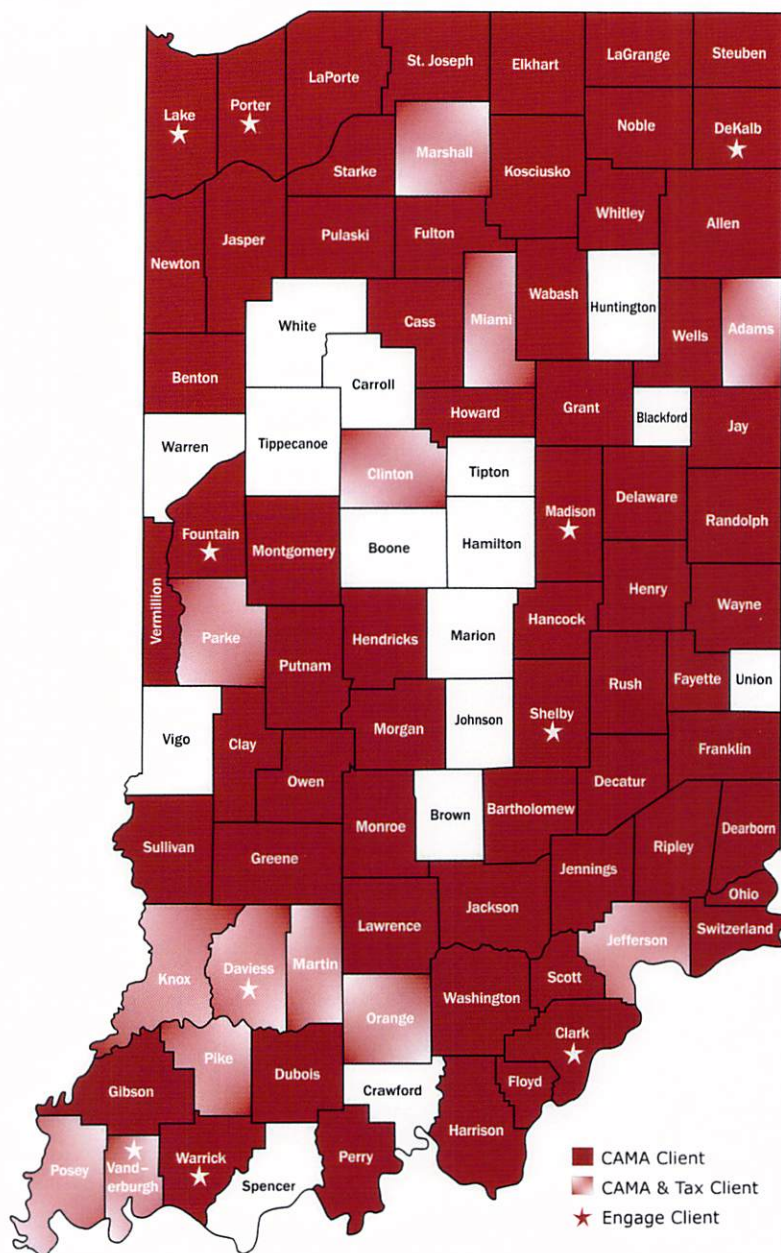 St. Joseph
LaGrange
Steuben
LaPorte
Elkhart
Porter
Lake
Noble
DeKalb
Marshall
Starke
Kosciusko
Whitley
Allen
Jasper
Pulaski
Fulton
Newton
Wabash
Huntington
White
Cass
Miami
Wells
Adams
Benton
Carroll
Howard
Grant
Blackford
Jay
Warren
Tippecanoe
Clinton
Tipton
Madison
Delaware
Randolph
Fountain
Montgomery
Boone
Hamilton
Henry
Wayne
Vermillion
Parke
Hendricks
Marion
Hancock
Putnam
Rush
Fayette
Union
Vigo
Clay
Morgan
Johnson
Shelby
Franklin
Owen
Decatur
Brown
Bartholomew
Monroe
Dearborn
Sullivan
Greene
Ripley
Jennings
Ohio
Lawrence
Jackson
Switzerland
Jefferson
Knox
Daviess
Martin
Scott
Washington
Orange
Clark
Pike
Dubois
Crawford
Floyd
Gibson
Harrison
Posey
Vand-
erburgh
Warrick
Perry
Spencer
CAMA Client
CAMA & Tax Client
Engage Client